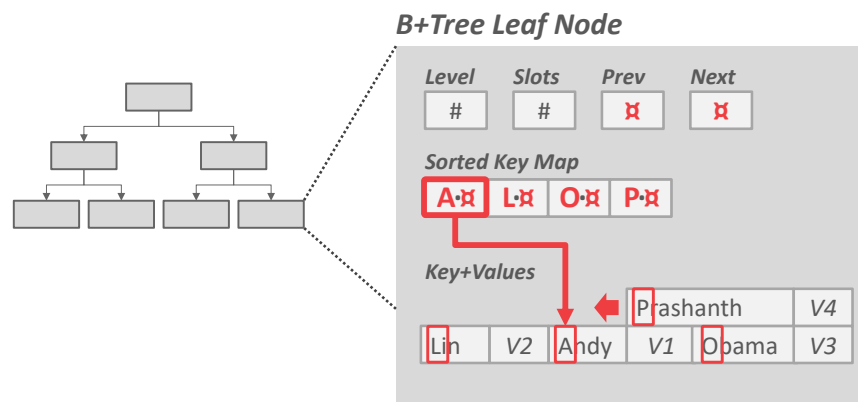 B+Tree Leaf Node
Level Slots Prev Next
# # ¤ ¤
Sorted Key Map
A·¤ L·¤ O·¤ P·¤
Key+Values
Prashanth V4
Lin V2 Andy V1 Obama V3